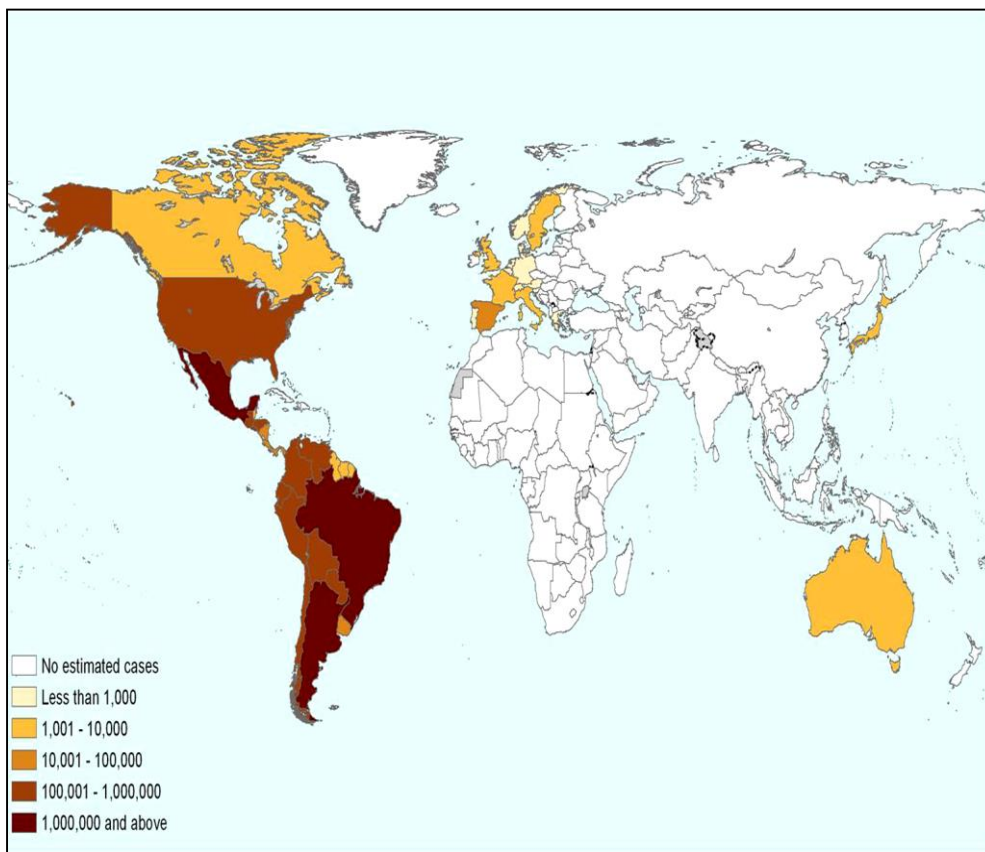 No estimated cases
Less than 1,000
1,001 - 10,000
10,001 - 100,000
100,001 - 1,000,000
1,000,000 and above